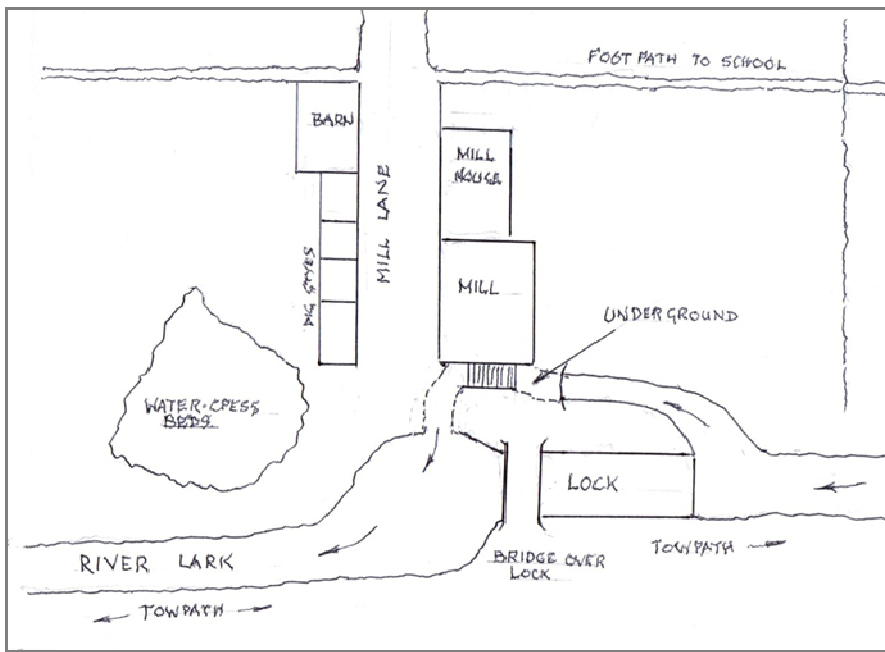 FOOT PATH TO SCHOOL
BARN
MILL
HOUSE
MILL LANE
PIG STYES
MILL
UNDERGROUND
WATER-CRESS
BEDS
LOCK
RIVER LARK
BRIDGE OVER
LOCK
TOWPATH
TOWPATH